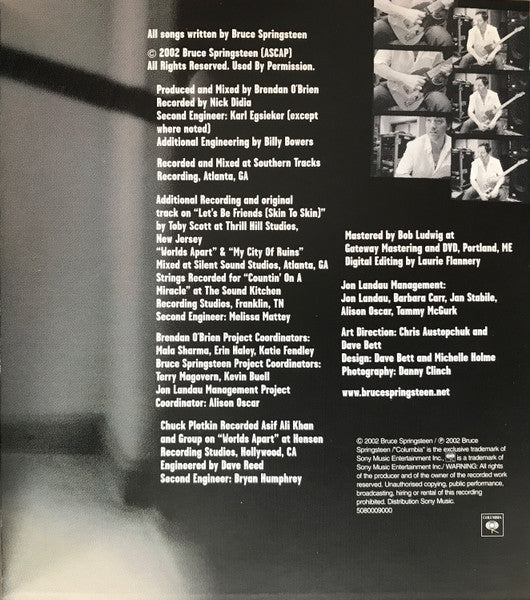 All songs written by Bruce Springsteen
© 2002 Bruce Springsteen (ASCAP)
All Rights Reserved. Used By Permission.
Produced and Mixed by Brendan O'Brien
Recorded by Nick Didia
Second Engineer: Karl Egsieker (except
where noted)
Additional Engineering by Billy Bowers
Recorded and Mixed at Southern Tracks
Recording, Atlanta, GA
Additional Recording and original
track on "Let's Be Friends (Skin To Skin)"
by Toby Scott at Thrill Hill Studios,
New Jersey
"Worlds Apart" & "My City Of Ruins"
Mixed at Silent Sound Studios, Atlanta, GA
Strings Recorded for "Countin' On A
Miracle" at The Sound Kitchen
Recording Studios, Franklin, TN
Second Engineer: Melissa Mattey
Brendan O'Brien Project Coordinators:
Mala Sharma, Erin Haley, Katie Fendley
Bruce Springsteen Project Coordinators:
Terry Magovern, Kevin Buell
Jon Landau Management Project
Coordinator: Alison Oscar
Chuck Plotkin Recorded Asif Ali Khan
and Group on "Worlds Apart" at Hensen
Recording Studios, Hollywood, CA
Engineered by Dave Reed
Second Engineer: Bryan Humphrey
Mastered by Bob Ludwig at
Gateway Mastering and DVD, Portland, ME
Digital Editing by Laurie Flannery
Jon Landau Management:
Jon Landau, Barbara Carr, Jan Stabile,
Alison Oscar, Tammy McGurk
Art Direction: Chris Austopchuk and
Dave Bett
Design: Dave Bett and Michelle Holme
Photography: Danny Clinch
www.brucespringsteen.net
© 2002 Bruce Springsteen / ℗ 2002 Bruce
Springsteen /"Columbia" is the exclusive trademark of
Sony Music Entertainment Inc., is a trademark of
Sony Music Entertainment Inc./ WARNING: All rights
of the producer and of the owner of the recorded work
reserved. Unauthorised copying, public performance,
broadcasting, hiring or rental of this recording
prohibited. Distribution Sony Music.
5080009000
COLUMBIA